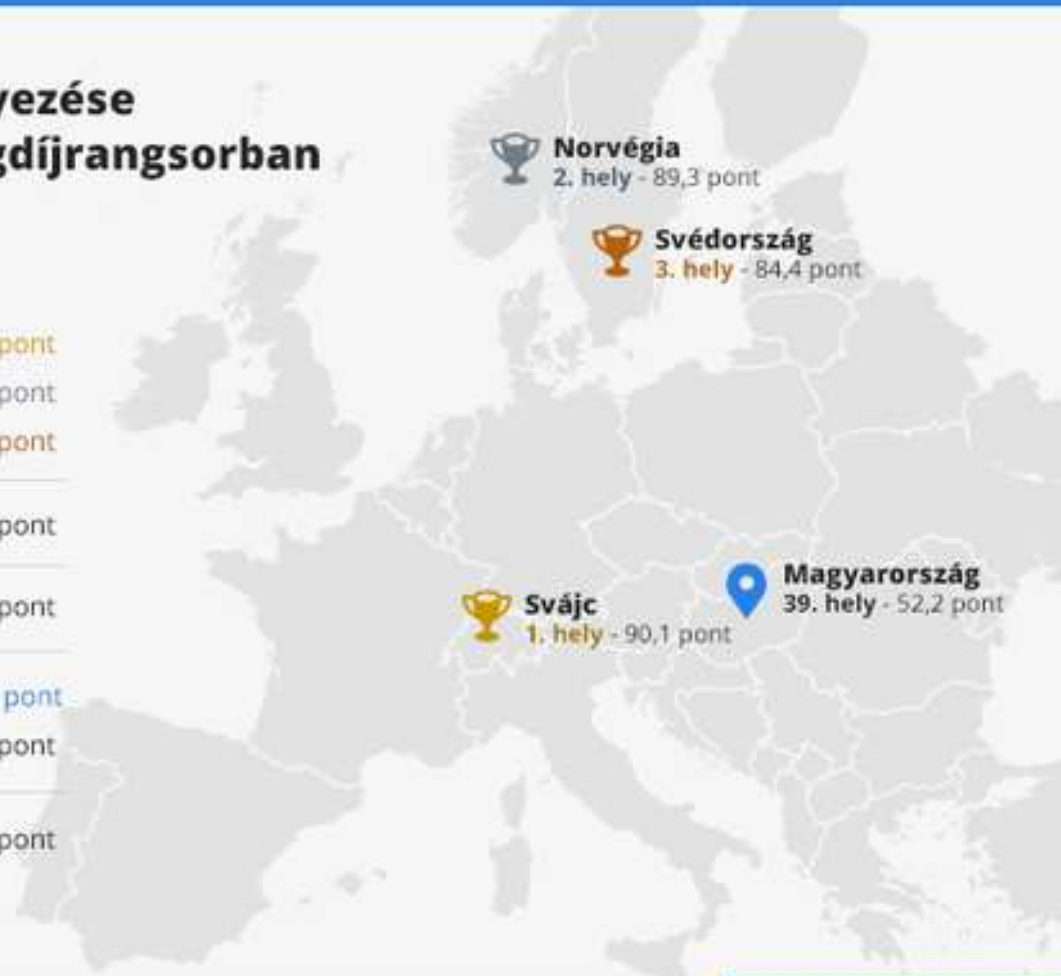 yezése
gdíjrangsorban
Norvégia
2. hely - 89,3 pont
Svédország
3. hely - 84,4 pont
pont
pont
pont
pont
pont
pont
pont
pont
Magyarország
39. hely - 52,2 pont
Svájc
1. hely - 90,1 pont